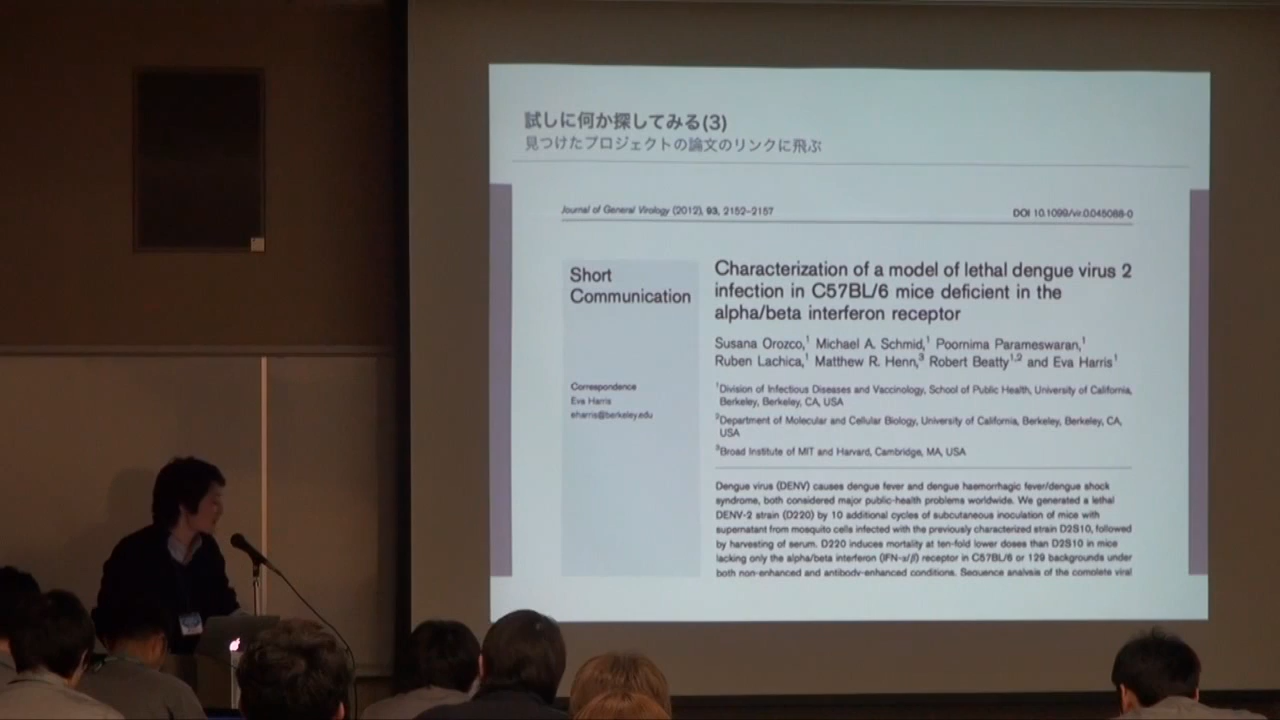 試しに何か探してみる(3)
見つけたプロジェクトの論文のリンクに飛ぶ
Journal of General Virology (2012), 93, 2152–2157
DOI 10.1099/vir.0.045088-0
Short
Communication
Correspondence
Eva Harris
eharris@berkeley.edu
Characterization of a model of lethal dengue virus 2
infection in C57BL/6 mice deficient in the
alpha/beta interferon receptor
Susana Orozco,1 Michael A. Schmid,1 Poornima Parameswaran,1
Ruben Lachica,1 Matthew R. Henn,3 Robert Beatty1,2 and Eva Harris1
1Division of Infectious Diseases and Vaccinology, School of Public Health, University of California,
Berkeley, Berkeley, CA, USA
2Department of Molecular and Cellular Biology, University of California, Berkeley, Berkeley, CA,
USA
3Broad Institute of MIT and Harvard, Cambridge, MA, USA
Dengue virus (DENV) causes dengue fever and dengue haemorrhagic fever/dengue shock
syndrome, both considered major public-health problems worldwide. We generated a lethal
DENV-2 strain (D220) by 10 additional cycles of subcutaneous inoculation of mice with
supernatant from mosquito cells infected with the previously characterized strain D2S10, followed
by harvesting of serum. D220 induces mortality at ten-fold lower doses than D2S10 in mice
lacking only the alpha/beta interferon (IFN-α/β) receptor in C57BL/6 or 129 backgrounds under
both non-enhanced and antibody-enhanced conditions. Sequence analysis of the complete viral